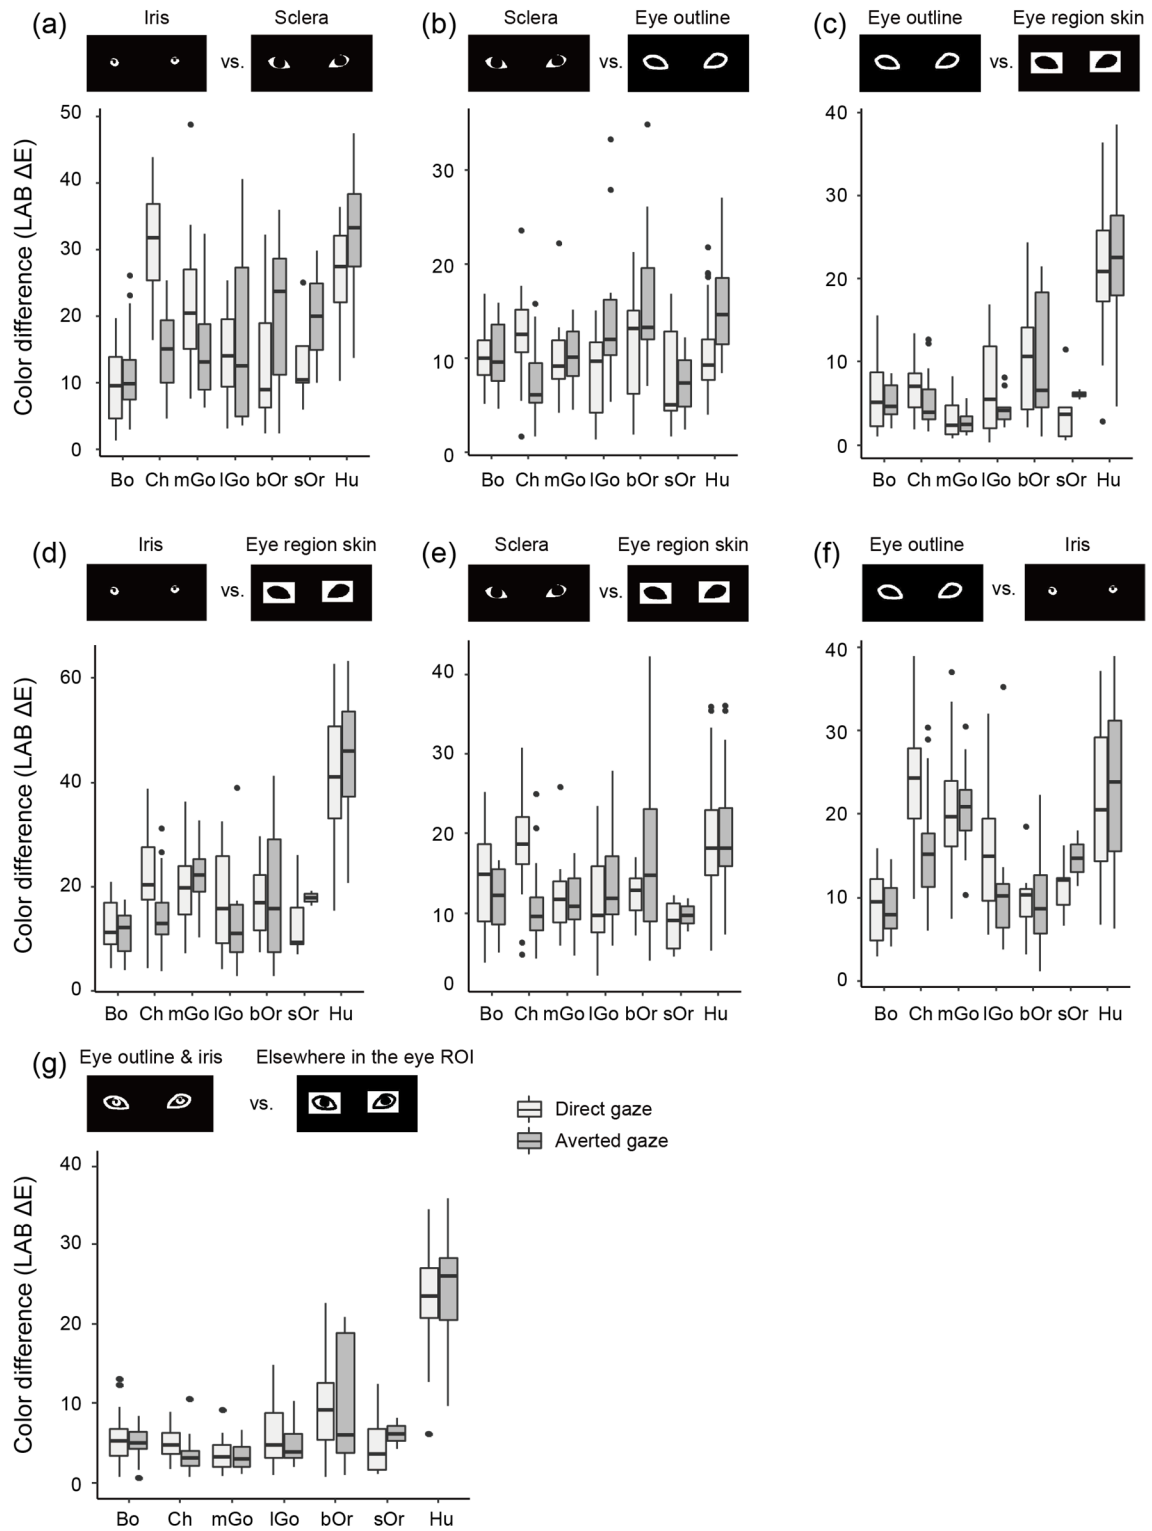 (a) Iris vs. Sclera
(b) Sclera vs. Eye outline
(c) Eye outline vs. Eye region skin
Color difference (LAB ΔE)
50
40
30
20
10
0
Bo Ch mGo lGo bOr sOr Hu
30
20
10
0
Bo Ch mGo lGo bOr sOr Hu
40
30
20
10
0
Bo Ch mGo lGo bOr sOr Hu
(d) Iris vs. Eye region skin
(e) Sclera vs. Eye region skin
(f) Eye outline vs. Iris
Color difference (LAB ΔE)
60
40
20
0
Bo Ch mGo lGo bOr sOr Hu
40
30
20
10
0
Bo Ch mGo lGo bOr sOr Hu
40
30
20
10
0
Bo Ch mGo lGo bOr sOr Hu
(g) Eye outline & iris vs. Elsewhere in the eye ROI
Direct gaze
Averted gaze
Color difference (LAB ΔE)
40
30
20
10
0
Bo Ch mGo lGo bOr sOr Hu